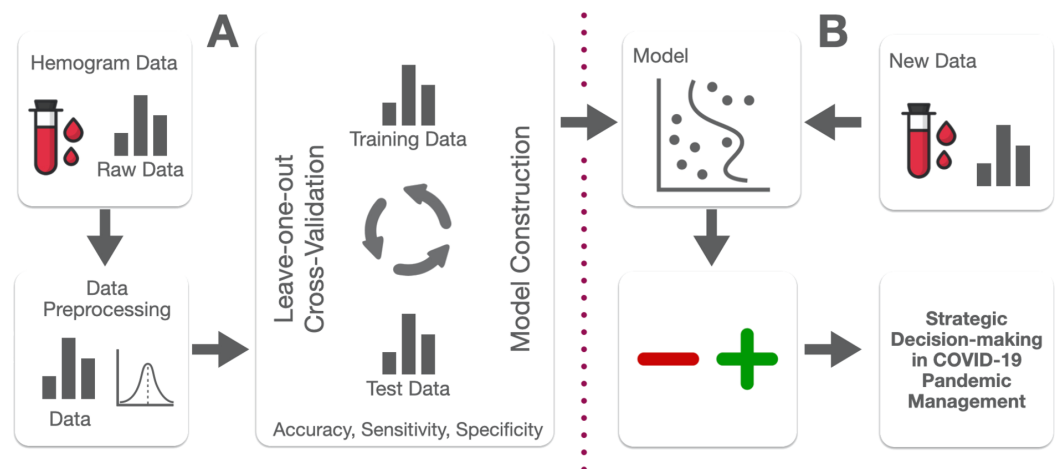 A
Hemogram Data
Raw Data
Data
Preprocessing
Data
Leave-one-out
Cross-Validation
Training Data
Test Data
Model Construction
Accuracy, Sensitivity, Specificity
B
Model
New Data
Strategic
Decision-making
in COVID-19
Pandemic
Management